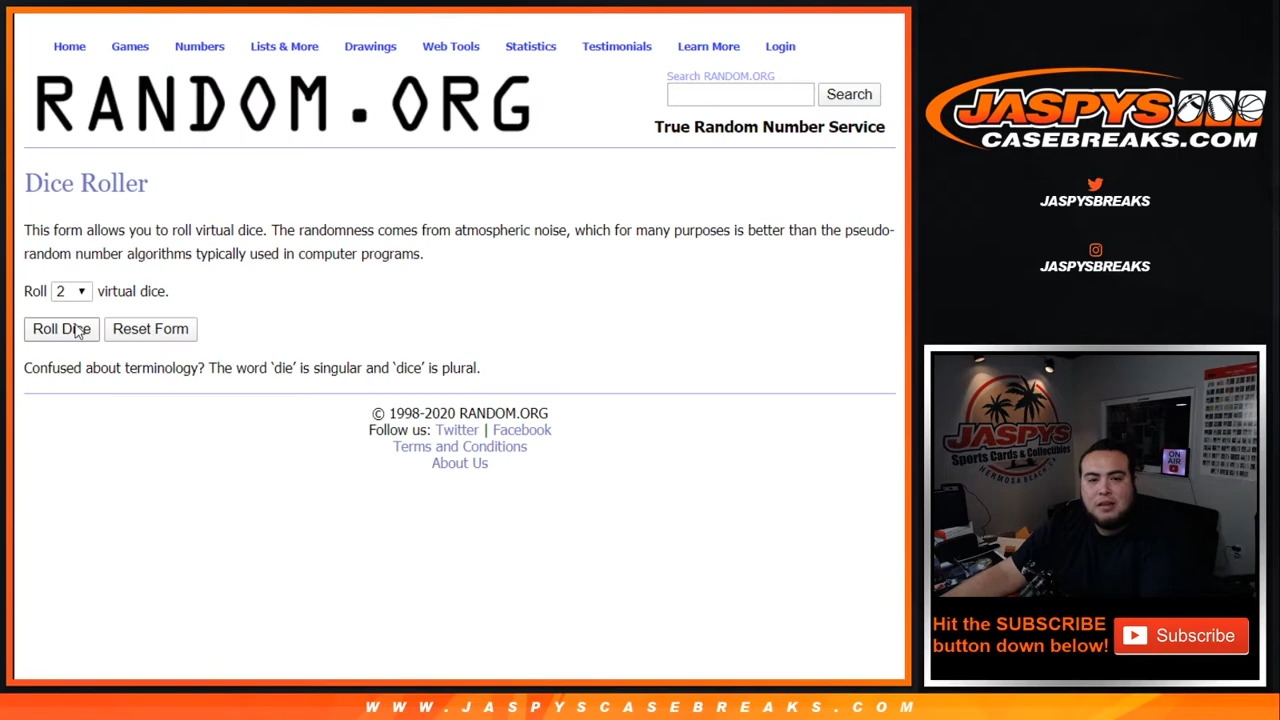 Home Games Numbers Lists & More Drawings Web Tools Statistics Testimonials Learn More Login
RANDOM.ORG
Search RANDOM.ORG
Search
True Random Number Service
Dice Roller
This form allows you to roll virtual dice. The randomness comes from atmospheric noise, which for many purposes is better than the pseudo-
random number algorithms typically used in computer programs.
Roll 2 virtual dice.
Roll Dice Reset Form
Confused about terminology? The word ‘die’ is singular and ‘dice’ is plural.
© 1998-2020 RANDOM.ORG
Follow us: Twitter | Facebook
Terms and Conditions
About Us
JASPYS
CASEBREAKS.COM
JASPYSBREAKS
JASPYSBREAKS
JASPYS
Sports Cards & Collectibles
HERMOSA BEACH, CA
ON
AIR
Hit the SUBSCRIBE
button down below!
Subscribe
WWW.JASPYSCASEBREAKS.COM